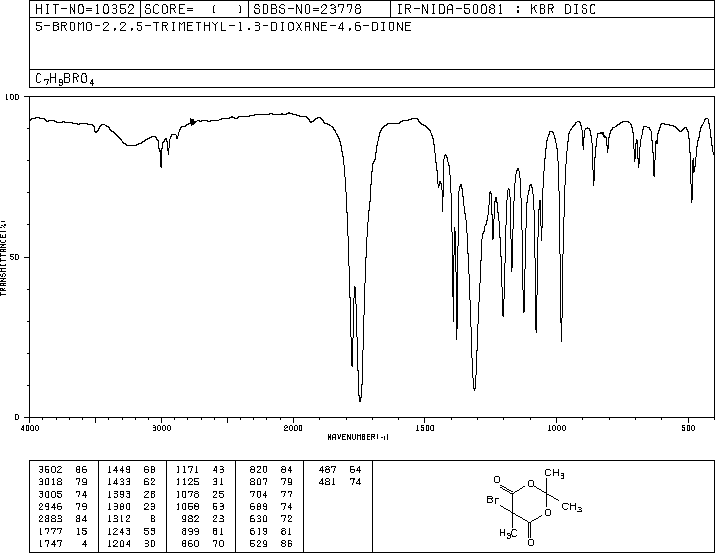 HIT-NO=10352 SCORE= ( ) SDBS-NO=23778 IR-NIDA-50081 : KBR DISC
5-BROMO-2,2,5-TRIMETHYL-1,3-DIOXANE-4,6-DIONE
C7H9BRO4
100
50
0
TRANSMITTANCE(%)
4000 3000 2000 1500 1000 500
WAVENUMBER(-1)
3502 86 1449 68 1171 43 820 84 487 64
3018 79 1433 62 1125 31 807 79 481 74
3005 74 1393 28 1078 25 704 77
2946 79 1380 23 1058 53 689 74
2883 84 1312 8 982 23 630 72
1777 15 1243 53 899 81 619 81
1747 4 1204 30 860 70 529 86
CH3
O
O
Br
CH3
O
H3C
O